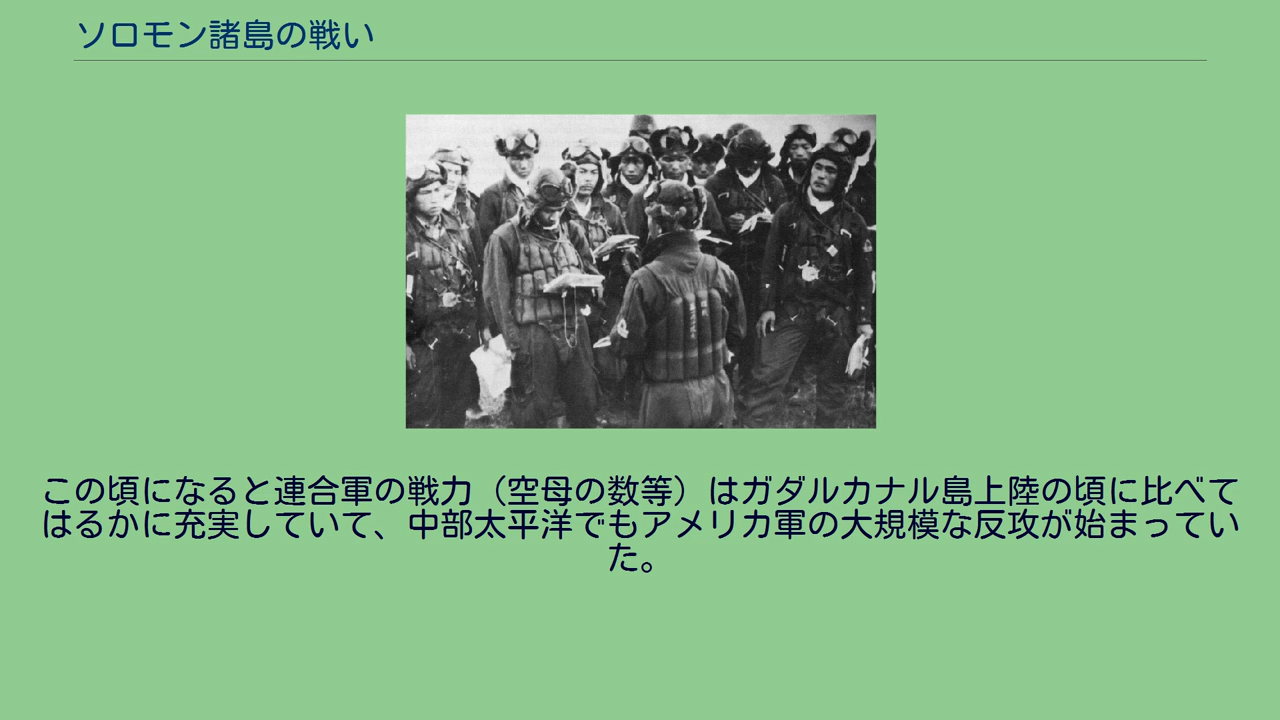 ソロモン諸島の戦い
この頃になると連合軍の戦力（空母の数等）はガダルカナル島上陸の頃に比べて
はるかに充実していて、中部太平洋でもアメリカ軍の大規模な反攻が始まってい
た。